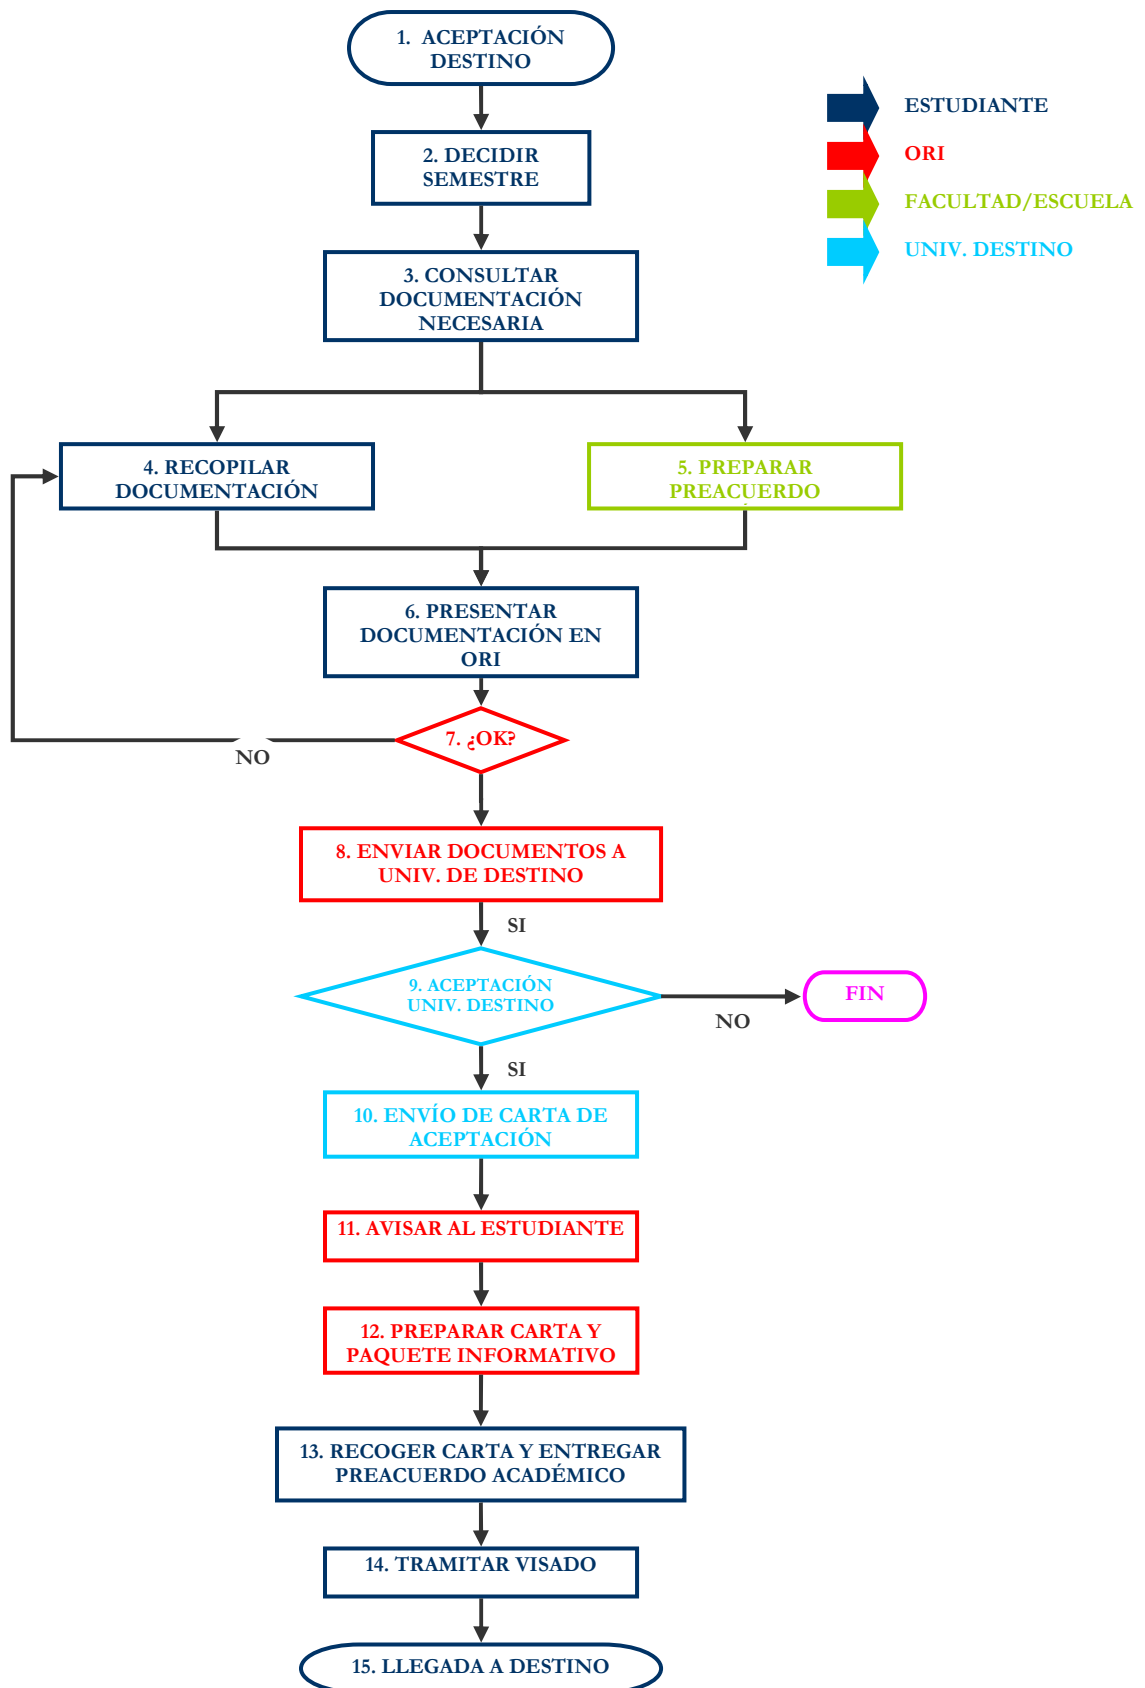 1. ACEPTACIÓN
DESTINO
ESTUDIANTE
ORI
FACULTAD/ESCUELA
UNIV. DESTINO
2. DECIDIR
SEMESTRE
3. CONSULTAR
DOCUMENTACIÓN
NECESARIA
4. RECOPILAR
DOCUMENTACIÓN
5. PREPARAR
PREACUERDO
6. PRESENTAR
DOCUMENTACIÓN EN
ORI
7. ¿OK?
NO
8. ENVIAR DOCUMENTOS A
UNIV. DE DESTINO
SI
9. ACEPTACIÓN
UNIV. DESTINO
FIN
NO
SI
10. ENVÍO DE CARTA DE
ACEPTACIÓN
11. AVISAR AL ESTUDIANTE
12. PREPARAR CARTA Y
PAQUETE INFORMATIVO
13. RECOGER CARTA Y ENTREGAR
PREACUERDO ACADÉMICO
14. TRAMITAR VISADO
15. LLEGADA A DESTINO